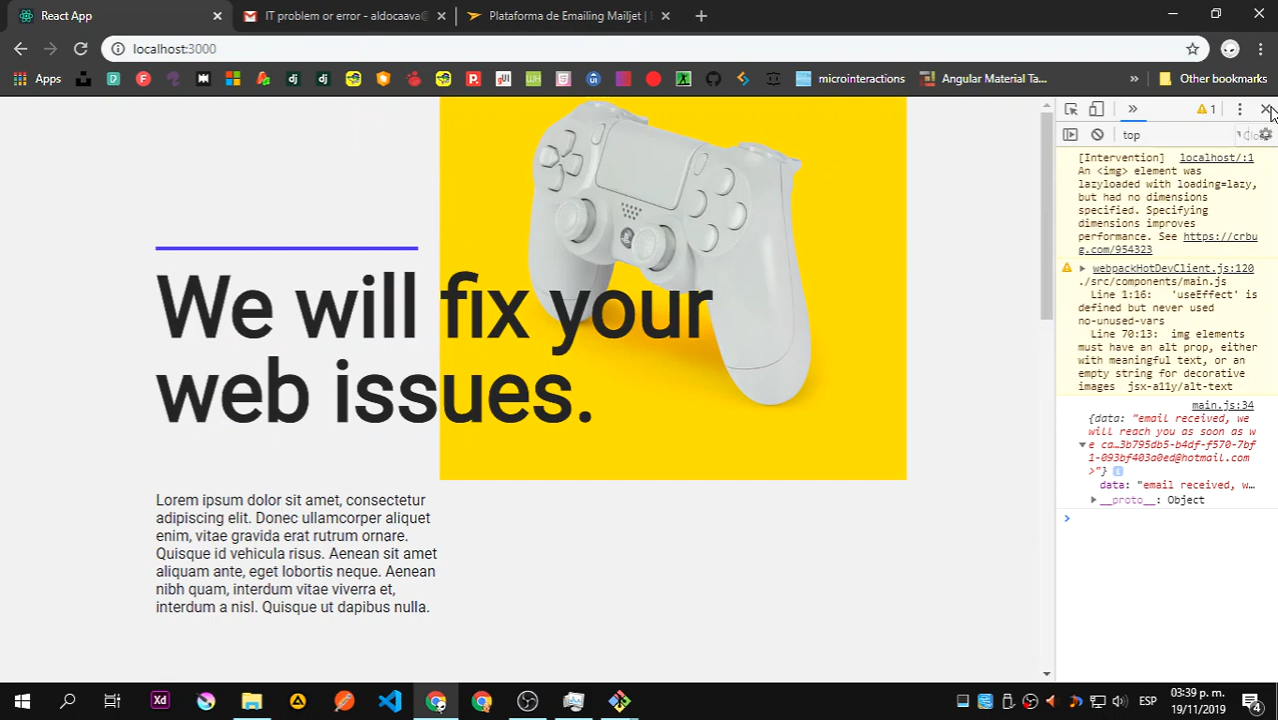 React App
IT problem or error - aldocaava@
Plataforma de Emailing Mailjet |
localhost:3000
Apps
microinteractions
Angular Material Ta...
Other bookmarks
We will fix your
web issues.
Lorem ipsum dolor sit amet, consectetur
adipiscing elit. Donec ullamcorper aliquet
enim, vitae gravida erat rutrum ornare.
Quisque id vehicula risus. Aenean sit amet
aliquam ante, eget lobortis neque. Aenean
nibh quam, interdum vitae viverra et,
interdum a nisl. Quisque ut dapibus nulla.
1
top
[Intervention] localhost/:1
An <img> element was
lazyloaded with loading=lazy,
but had no dimensions
specified. Specifying
dimensions improves
performance. See https://crbu
g.com/954323
webpackHotDevClient.js:120
./src/components/main.js
Line 1:16: 'useEffect' is
defined but never used
no-unused-vars
Line 70:13: img elements
must have an alt prop, either
with meaningful text, or an
empty string for decorative
images jsx-a11y/alt-text
main.js:34
{data: "email received, we
will reach you as soon as w
e ca…3b795db5-b4df-f570-7bf
1-093bf403a0ed@hotmail.com
>"}
data: "email received, w…
__proto__: Object
Xd
ESP
03:39 p. m.
19/11/2019
4